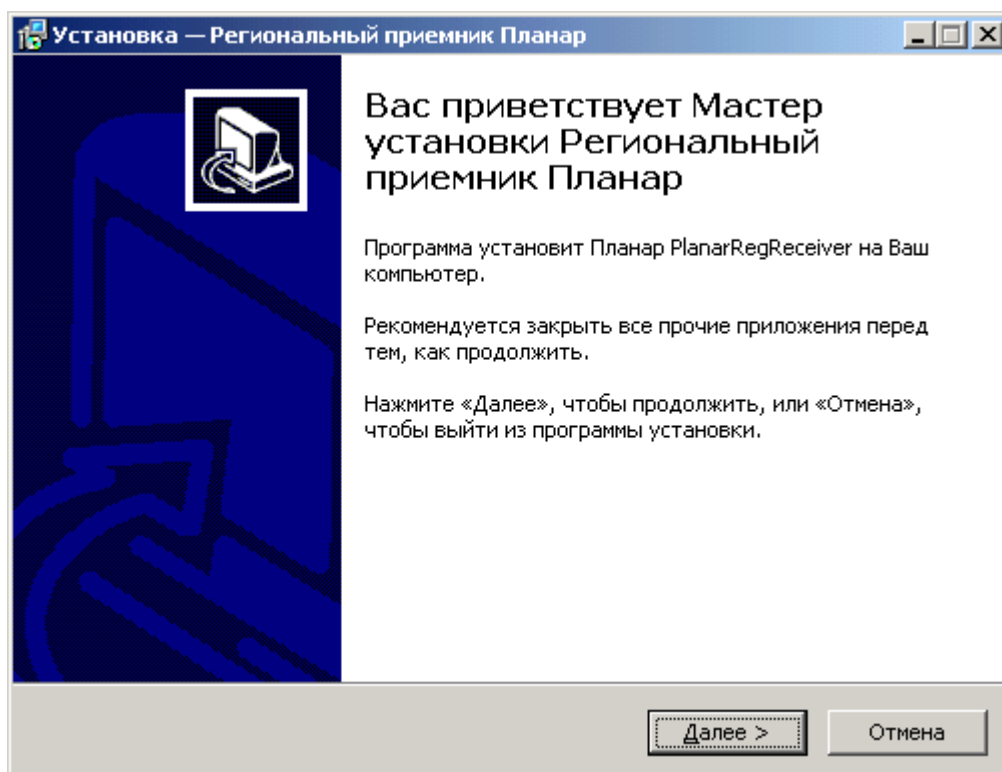 Установка — Региональный приемник Планар
Вас приветствует Мастер
установки Региональный
приемник Планар
Программа установит Планар PlanarRegReceiver на Ваш
компьютер.
Рекомендуется закрыть все прочие приложения перед
тем, как продолжить.
Нажмите «Далее», чтобы продолжить, или «Отмена»,
чтобы выйти из программы установки.
Далее >
Отмена